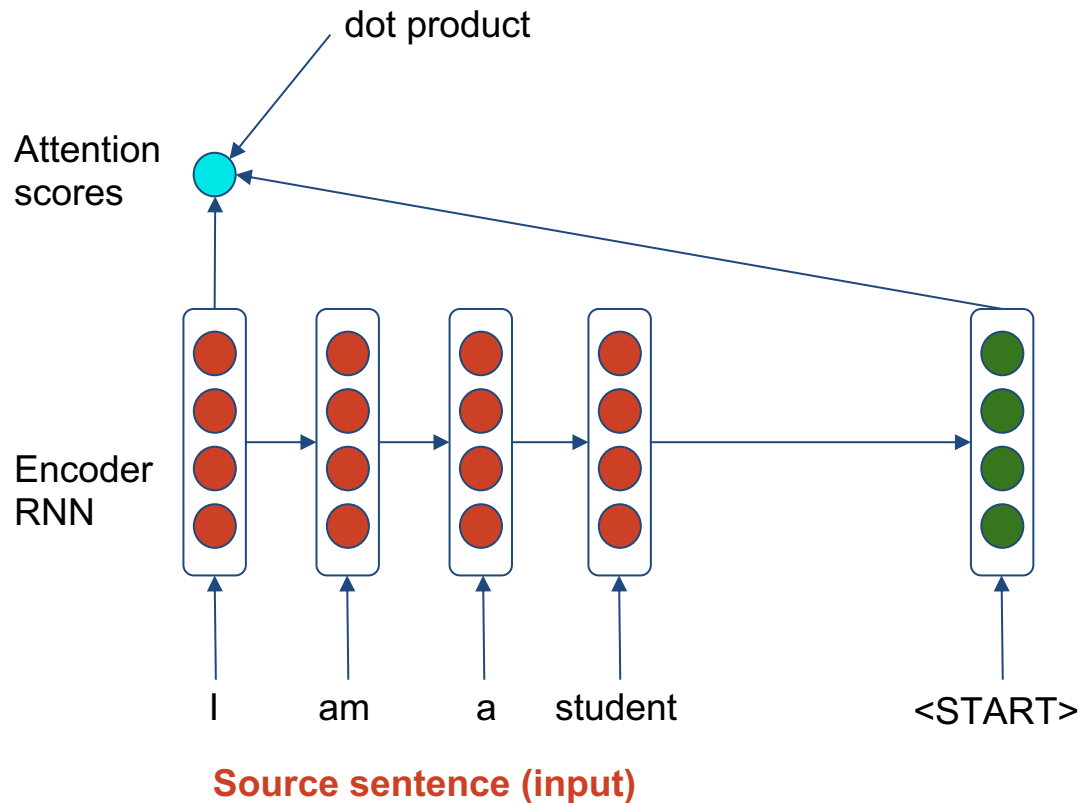 dot product
Attention
scores
Encoder
RNN
I am a student <START>
Source sentence (input)